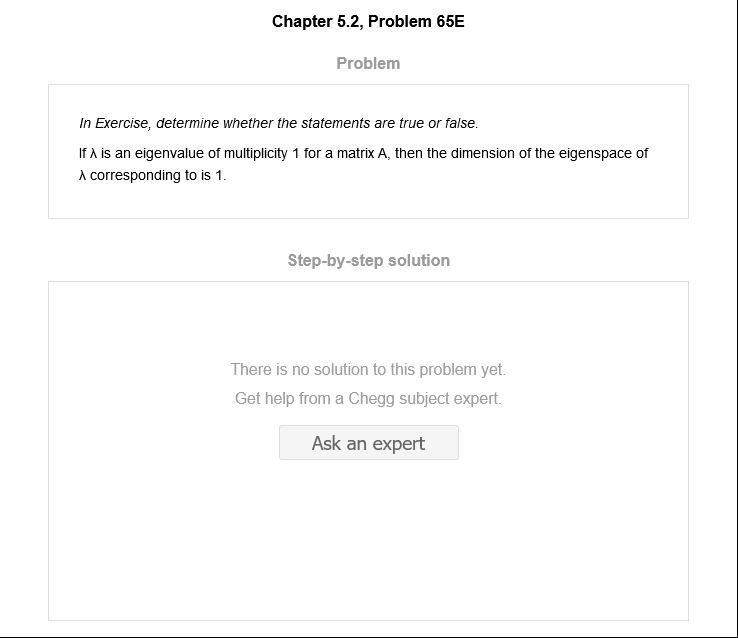 Chapter 5.2, Problem 65E
Problem
In Exercise, determine whether the statements are true or false.
If λ is an eigenvalue of multiplicity 1 for a matrix A, then the dimension of the eigenspace of
λ corresponding to is 1.
Step-by-step solution
There is no solution to this problem yet.
Get help from a Chegg subject expert.
Ask an expert